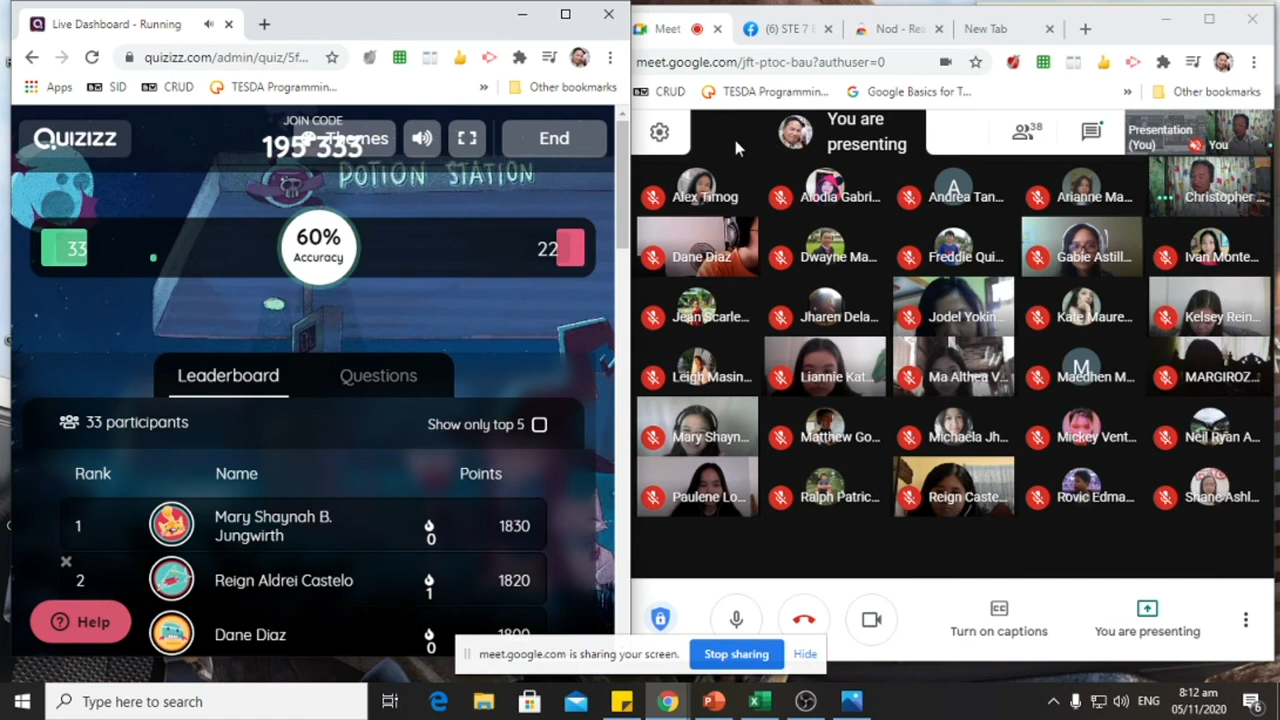 Live Dashboard - Running
quizizz.com/admin/quiz/5f...
Apps
SID
CRUD
TESDA Programmin...
»
Other bookmarks
Quizizz
JOIN CODE
195 333
Themes
End
POTION STATION
33
60%
Accuracy
22
Leaderboard
Questions
33 participants
Show only top 5
Rank
Name
Points
1
Mary Shaynah B.
Jungwirth
0
1830
2
Reign Aldrei Castelo
1
1820
Dane Diaz
0
1800
Help
Meet
(6) STE 7 E
Nod - Rea
New Tab
meet.google.com/jft-ptoc-bau?authuser=0
CRUD
TESDA Programmin...
Google Basics for T...
»
Other bookmarks
You are
presenting
38
Presentation
(You)
You
Alex Timog
Alodia Gabri...
A
Andrea Tan...
Arianne Ma...
Christopher ...
Dane Diaz
Dwayne Ma...
Freddie Qui...
Gabie Astill...
Ivan Monte...
Jean Scarle...
Jharen Dela...
Jodel Yokin...
Kate Maure...
Kelsey Rein...
Leigh Masin...
Liannie Kat...
Ma Althea V...
M
Maedhen M...
MARGIROZ...
Mary Shayn...
Matthew Go...
Michaela Jh...
Mickey Vent...
Neil Ryan A...
Paulene Lo...
Ralph Patric...
Reign Caste...
Rovic Edma...
Shane Ashl...
Turn on captions
You are presenting
meet.google.com is sharing your screen.
Stop sharing
Hide
Type here to search
ENG
8:12 am
05/11/2020
6